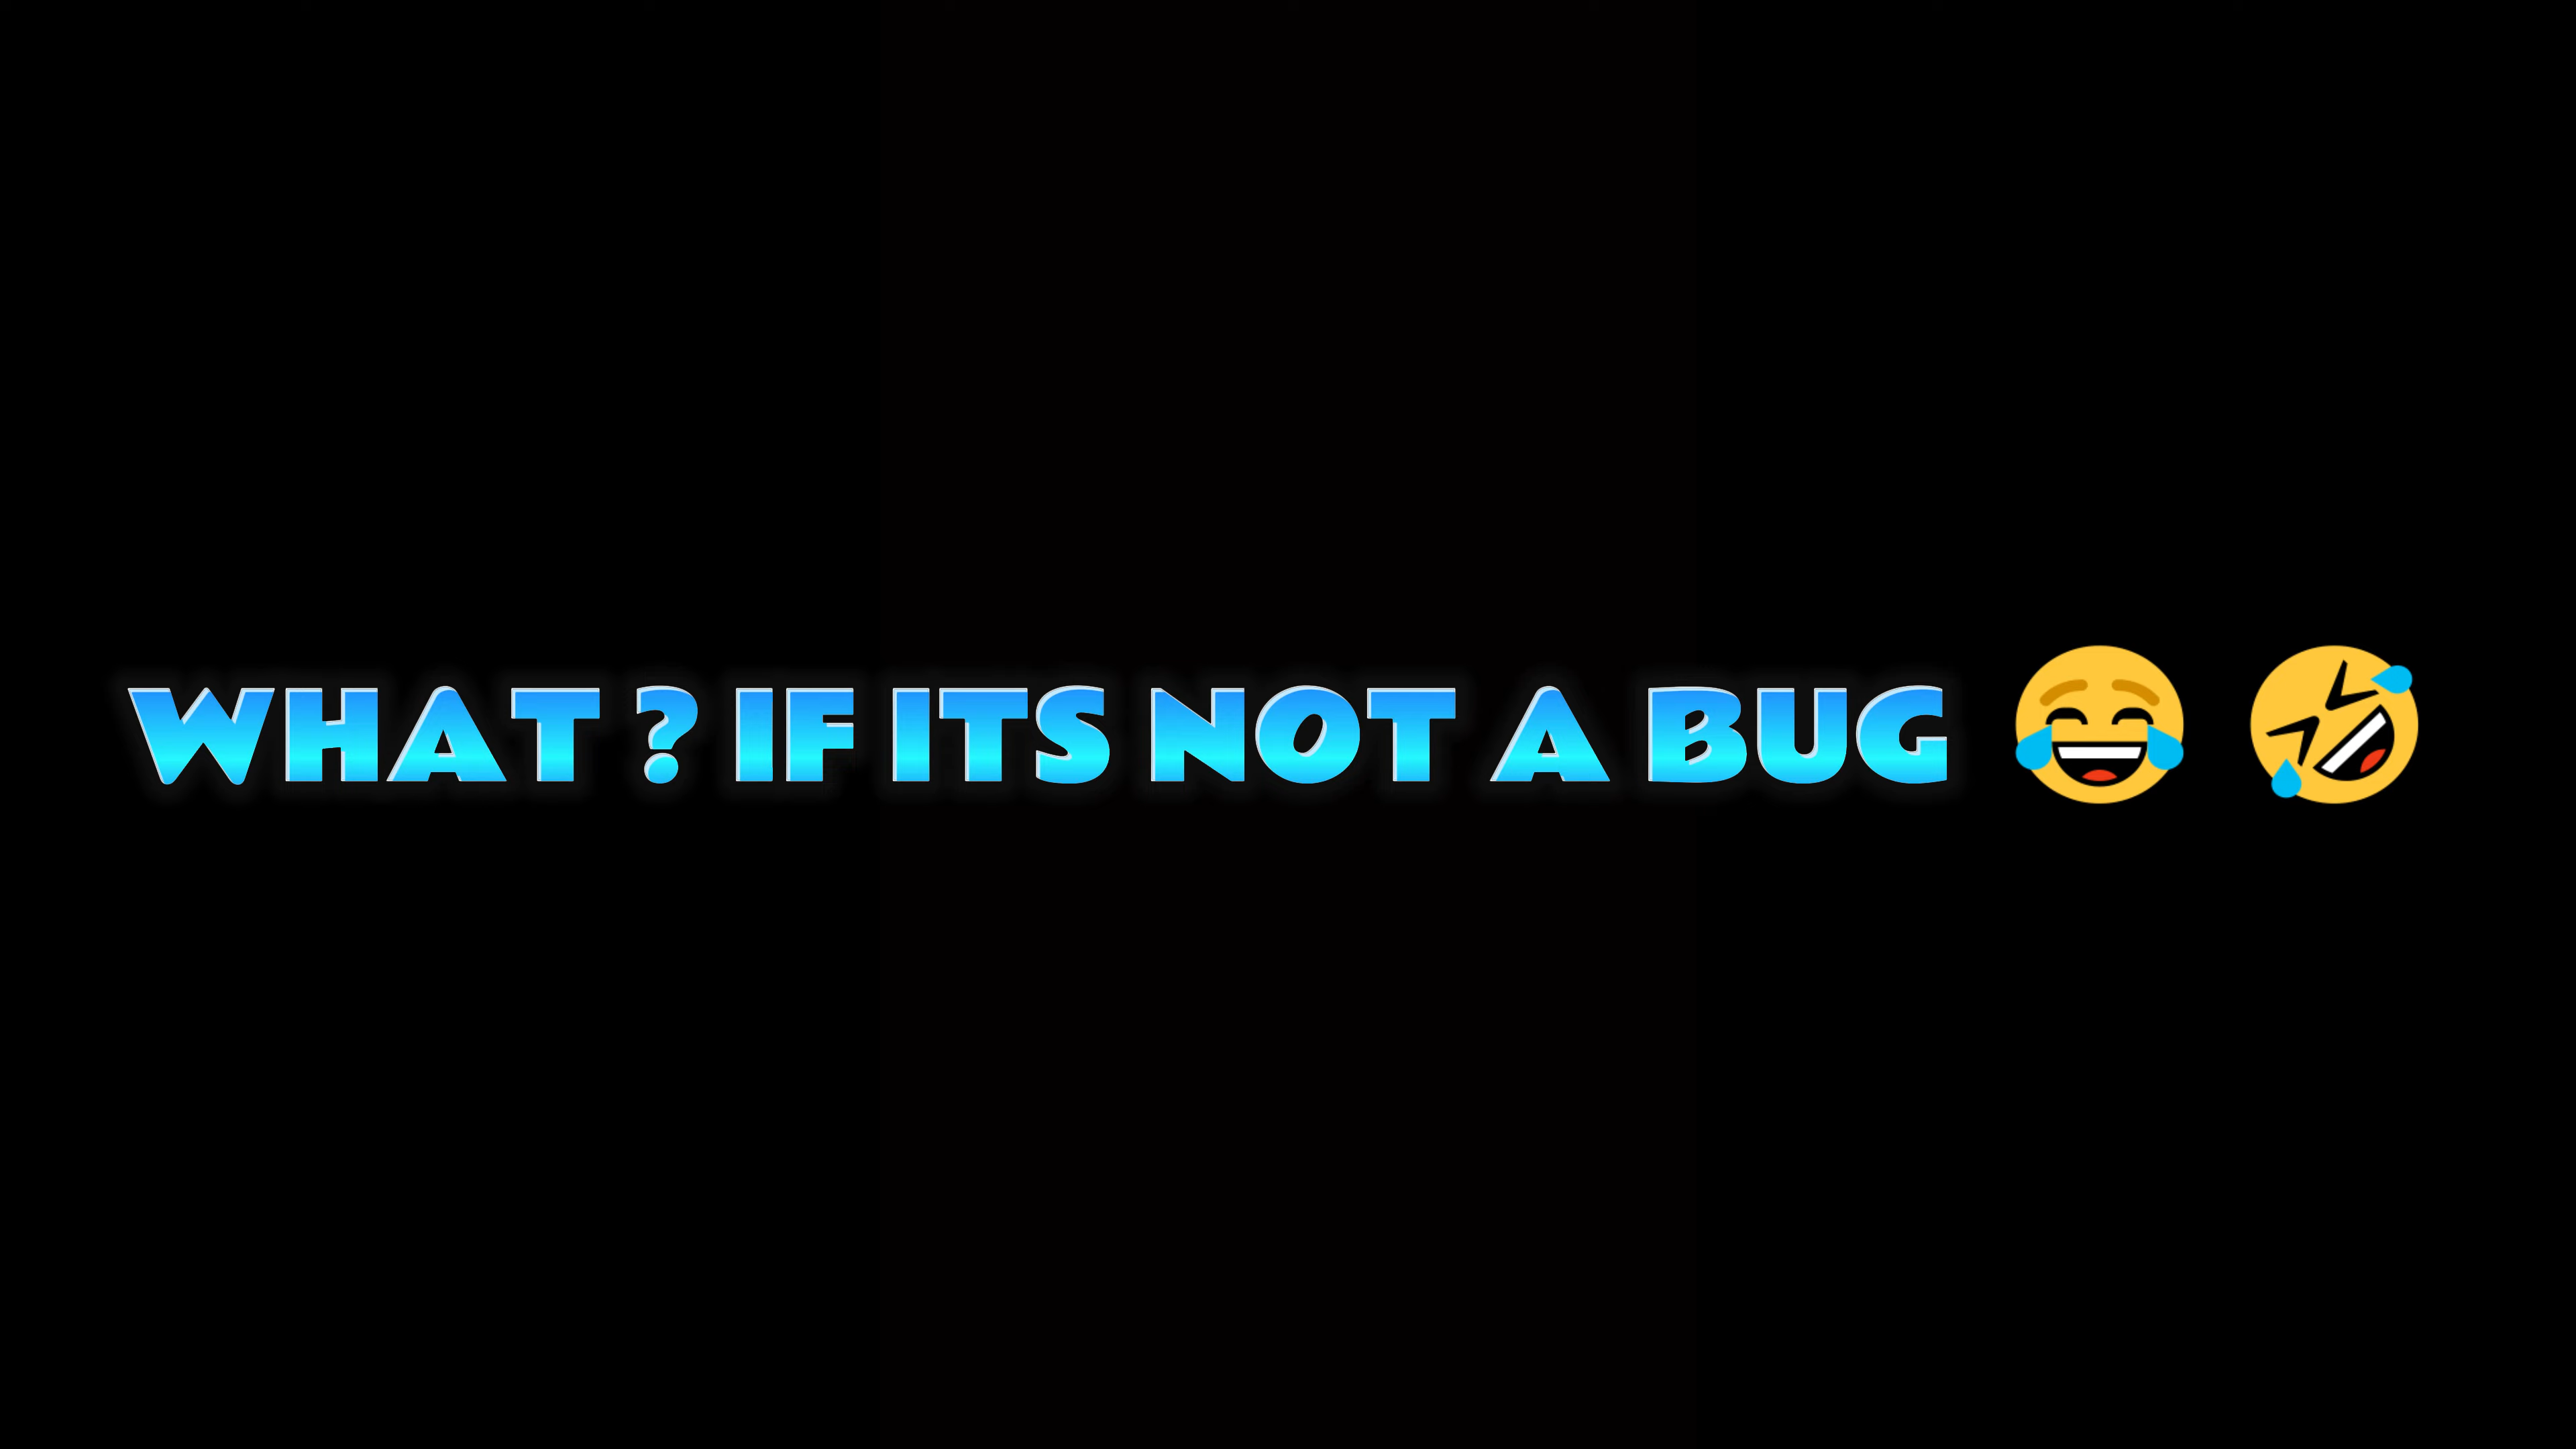 WHAT ? IF ITS NOT A BUG 😂 🤣